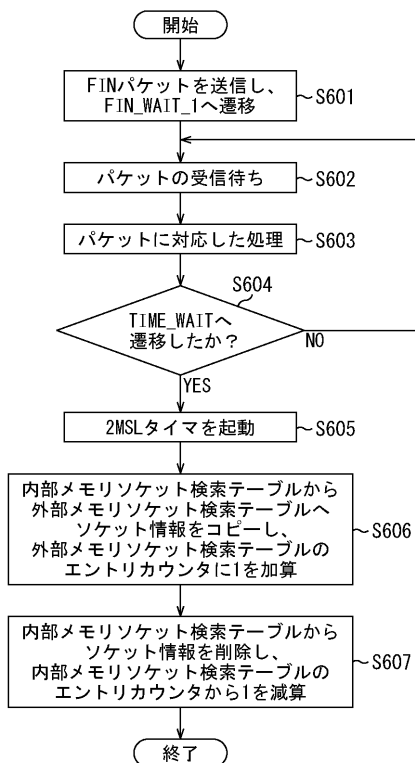 開始
FINパケットを送信し、
FIN_WAIT_1へ遷移
S601
パケットの受信待ち
S602
パケットに対応した処理
S603
S604
TIME_WAITへ
遷移したか？
NO
YES
2MSLタイマを起動
S605
内部メモリソケット検索テーブルから
外部メモリソケット検索テーブルへ
ソケット情報をコピーし、
外部メモリソケット検索テーブルの
エントリカウンタに1を加算
S606
内部メモリソケット検索テーブルから
ソケット情報を削除し、
内部メモリソケット検索テーブルの
エントリカウンタから1を減算
S607
終了